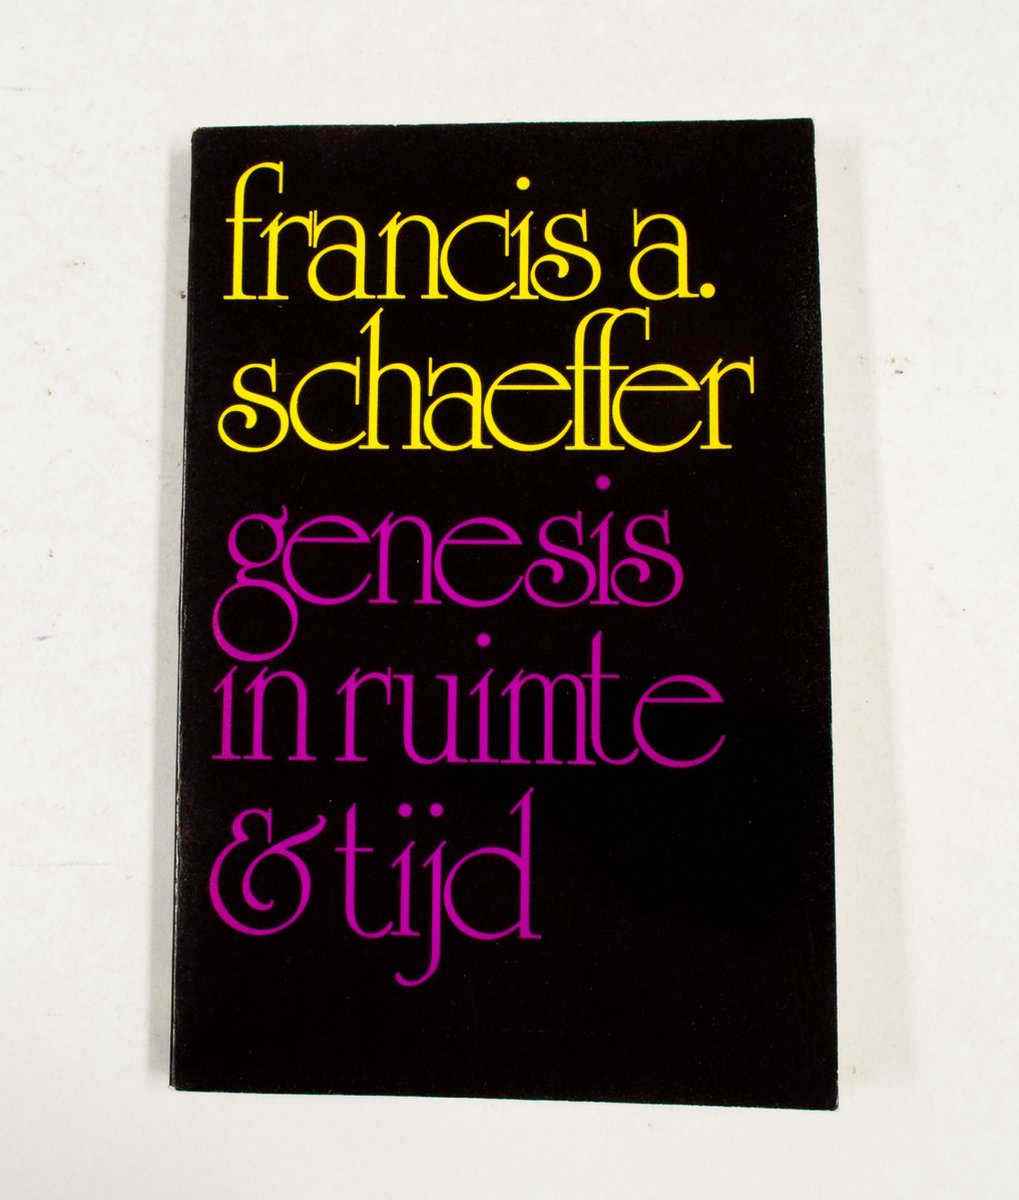 francis a.
schaeffer
genesis
in ruimte
& tijd